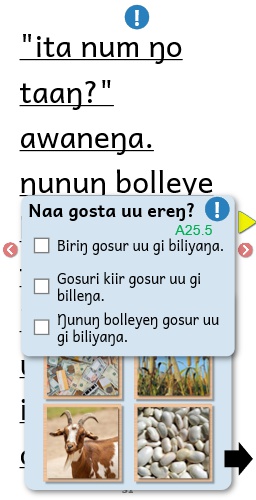 "ita num ŋo
taaŋ?"
awaneŋa.
ŋunuŋ bolleye
Naa gosta uu ereŋ?
A25.5
Biriŋ gosur uu gi biliyaŋa.
Gosuri kiir gosur uu gi
billeŋa.
Ŋunuŋ bolleyeŋ gosur uu
gi biliyaŋa.